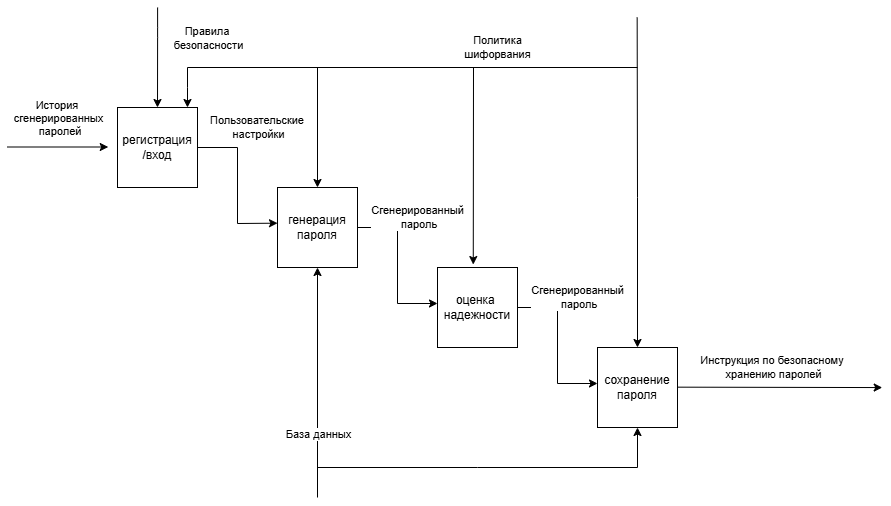 Правила
безопасности
Политика
шифорвания
История
сгенерированных
паролей
регистрация
/вход
Пользовательские
настройки
генерация
пароля
Сгенерированный
пароль
оценка
надежности
Сгенерированный
пароль
сохранение
пароля
Инструкция по безопасному
хранению паролей
База данных